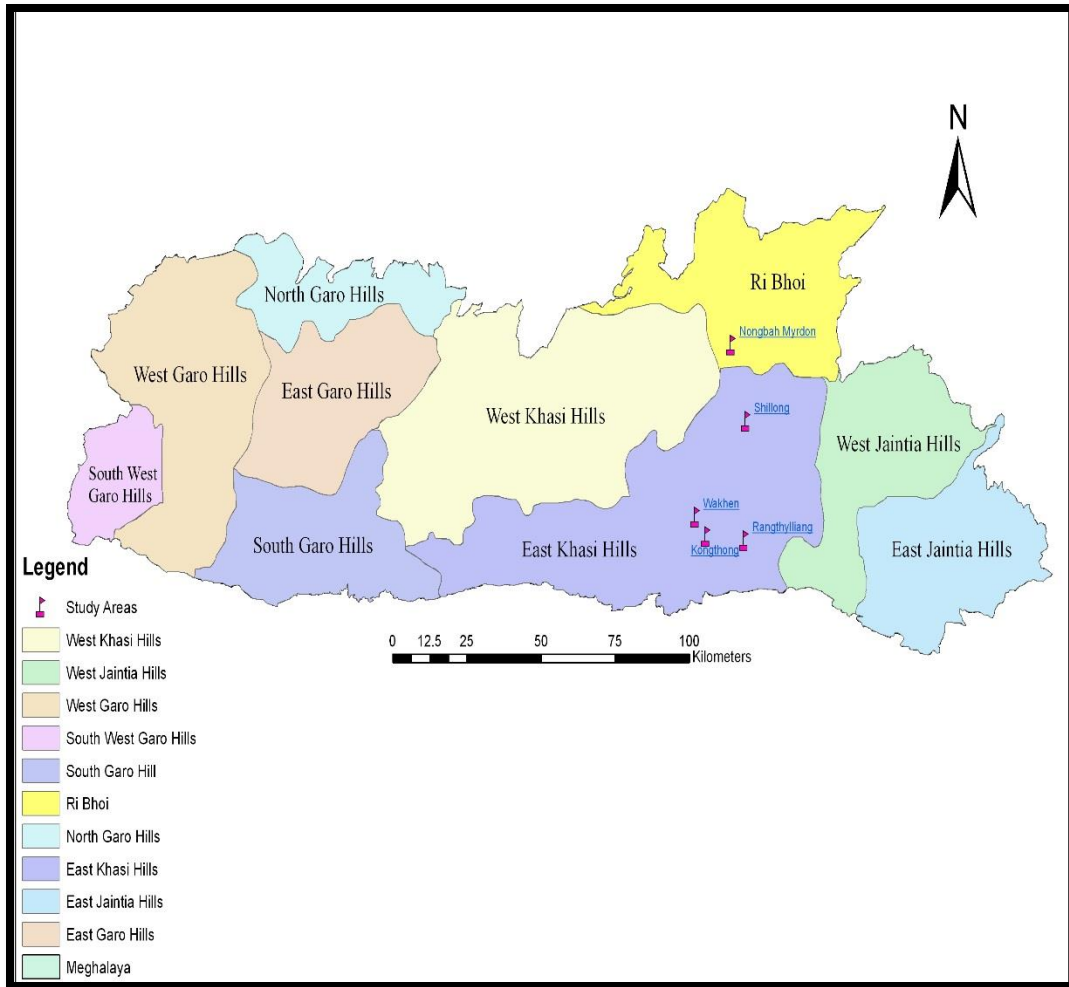 N
Ri Bhoi
North Garo Hills
Nongbah Myrdon
West Garo Hills
East Garo Hills
West Khasi Hills
Shillong
West Jaintia Hills
South West
Garo Hills
Wakhen
Rangthylliang
South Garo Hills
East Khasi Hills
Kongthong
East Jaintia Hills
Legend
Study Areas
West Khasi Hills
West Jaintia Hills
West Garo Hills
South West Garo Hills
South Garo Hill
Ri Bhoi
North Garo Hills
East Khasi Hills
East Jaintia Hills
East Garo Hills
Meghalaya
0 12.5 25 50 75 100
Kilometers